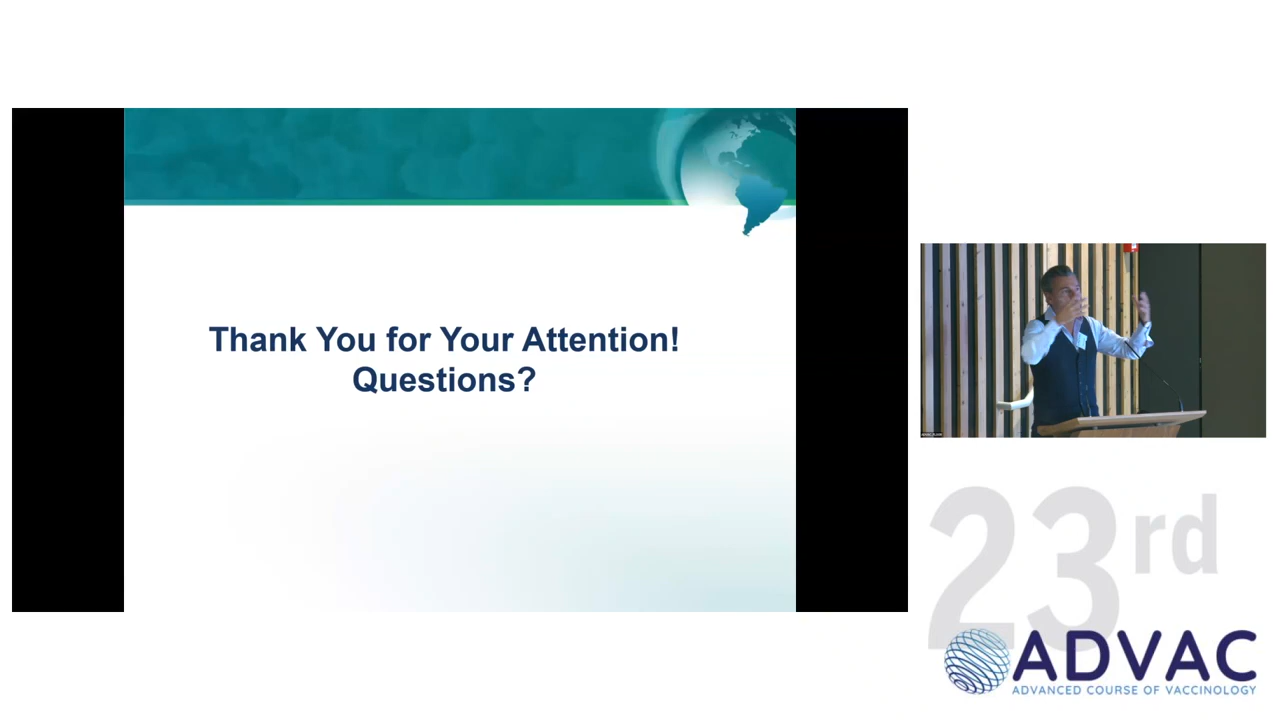 Thank You for Your Attention!
Questions?
23rd
ADVAC
ADVANCED COURSE OF VACCINOLOGY